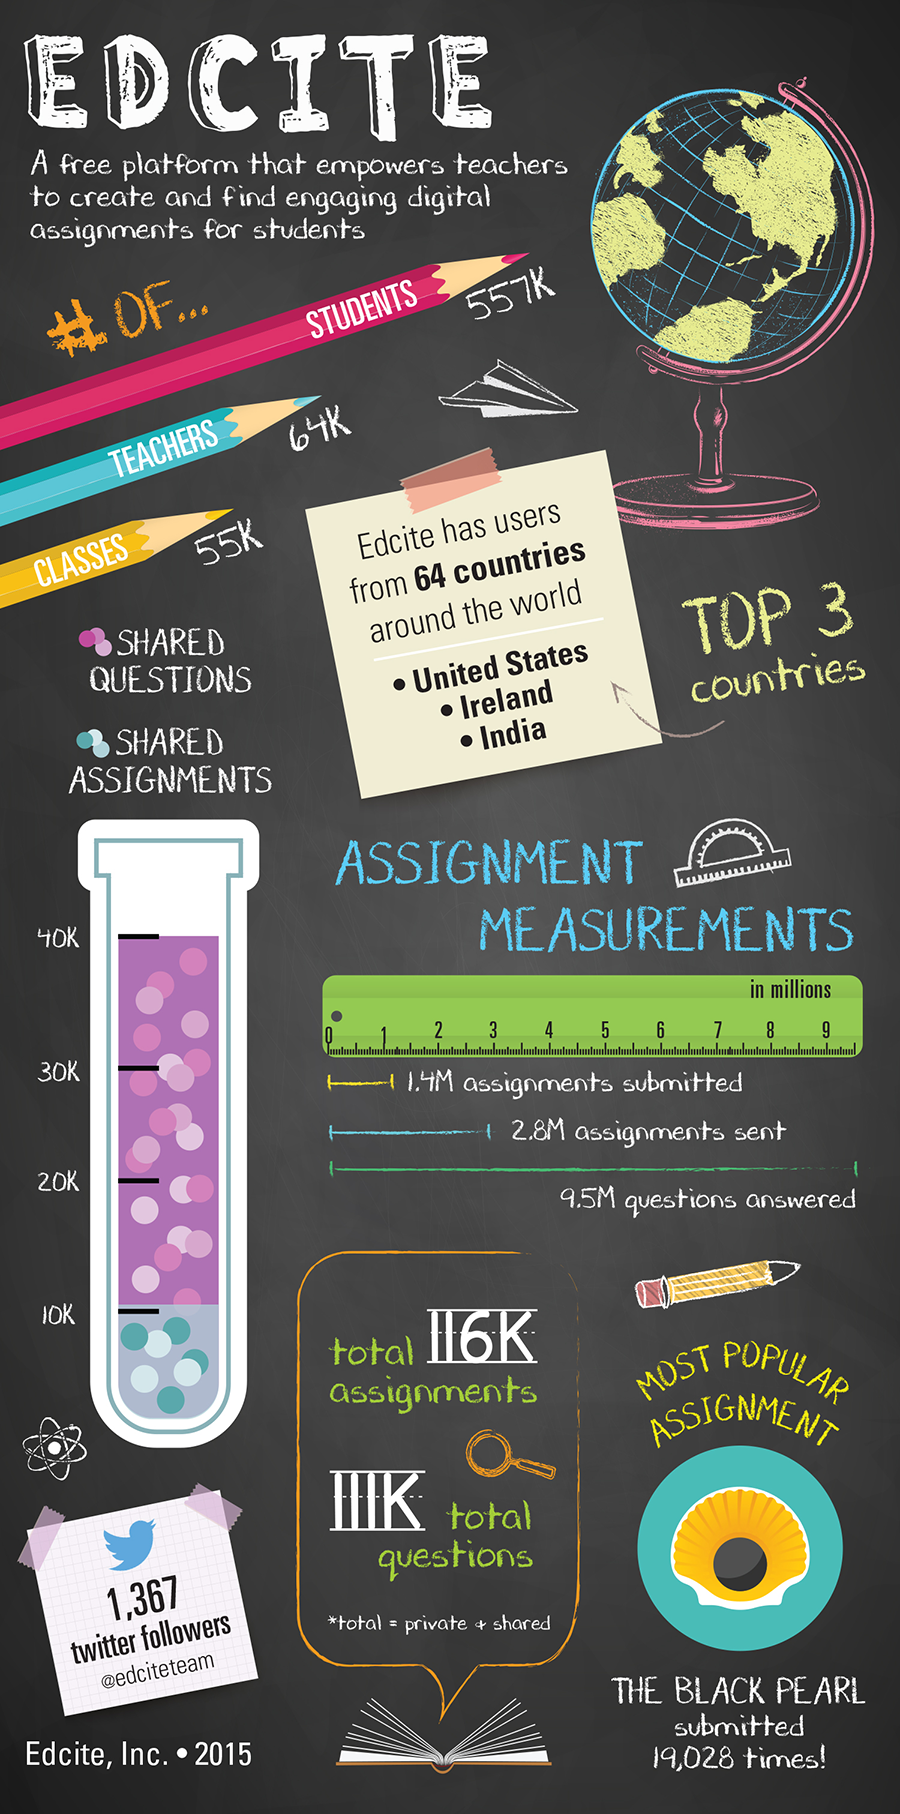 EDCITE
A free platform that empowers teachers
to create and find engaging digital
assignments for students
# OF...
STUDENTS
557K
TEACHERS
64K
CLASSES
55K
Edcite has users
from 64 countries
around the world
• United States
• Ireland
• India
TOP 3
countries
SHARED
QUESTIONS
SHARED
ASSIGNMENTS
40K
30K
20K
10K
ASSIGNMENT
MEASUREMENTS
in millions
0 1 2 3 4 5 6 7 8 9
1.4M assignments submitted
2.8M assignments sent
9.5M questions answered
total 116K
assignments
111K total
questions
*total = private + shared
MOST POPULAR
ASSIGNMENT
THE BLACK PEARL
submitted
19,028 times!
1,367
twitter followers
@edciteteam
Edcite, Inc. • 2015